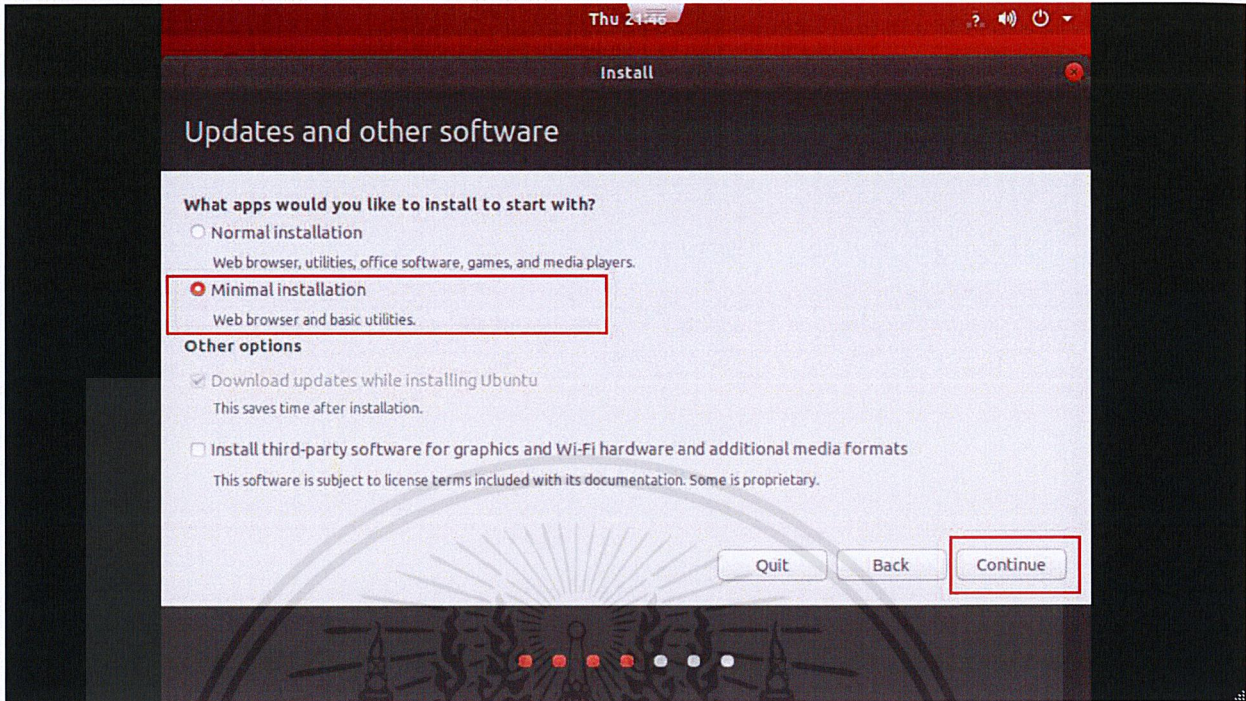 Thu 21:46
?
Install
Updates and other software
What apps would you like to install to start with?
Normal installation
Web browser, utilities, office software, games, and media players.
Minimal installation
Web browser and basic utilities.
Other options
Download updates while installing Ubuntu
This saves time after installation.
Install third-party software for graphics and Wi-Fi hardware and additional media formats
This software is subject to license terms included with its documentation. Some is proprietary.
Quit Back Continue